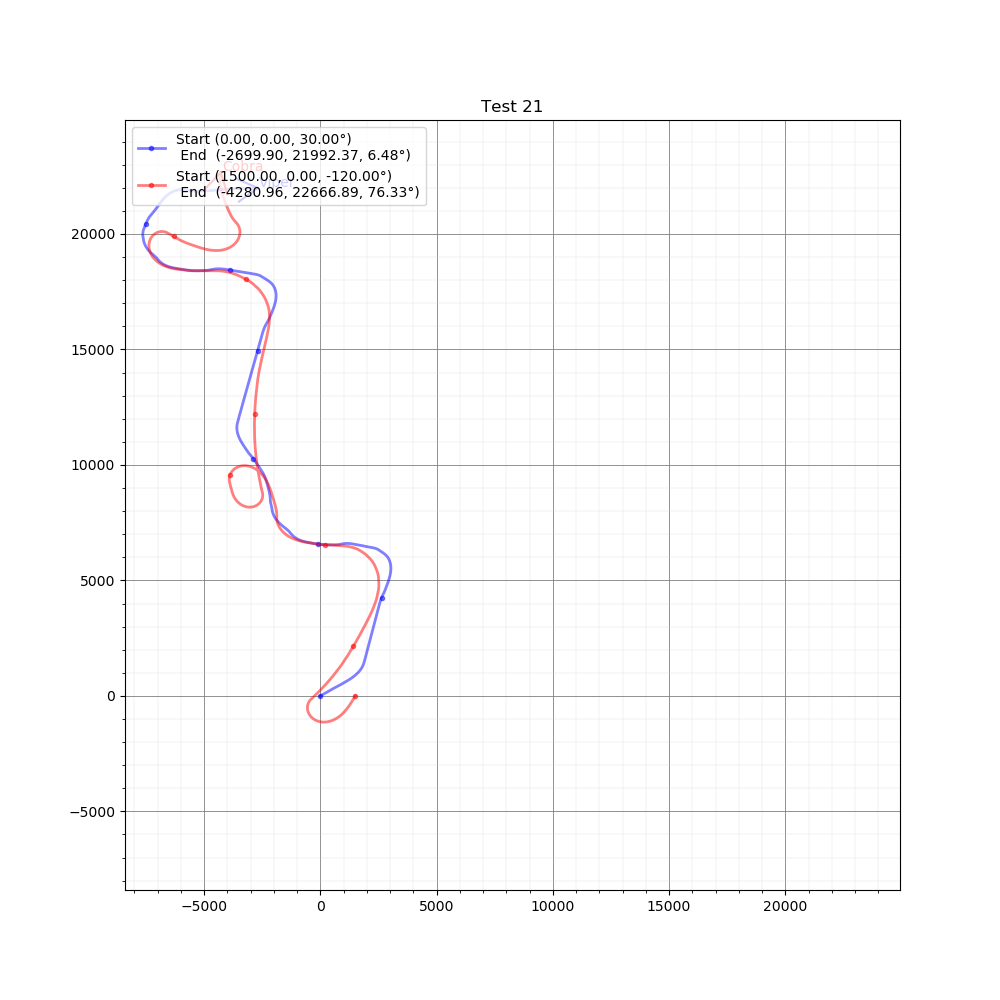 Test 21
Start (0.00, 0.00, 30.00°)
End (-2699.90, 21992.37, 6.48°)
Start (1500.00, 0.00, -120.00°)
End (-4280.96, 22666.89, 76.33°)
Cobra
20000
15000
10000
5000
0
−5000
−5000
0
5000
10000
15000
20000